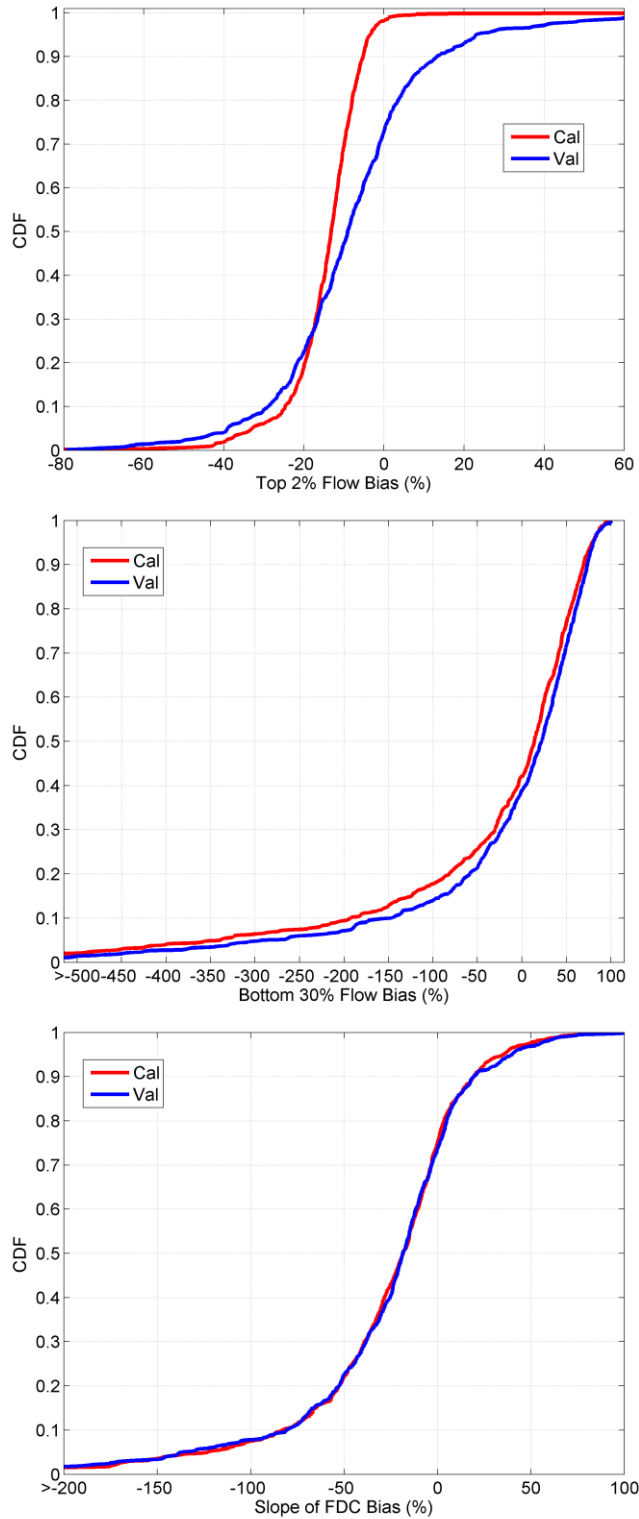 1
0.9
0.8
0.7
0.6
0.5
0.4
0.3
0.2
0.1
0
CDF
Cal
Val
-80 -60 -40 -20 0 20 40 60
Top 2% Flow Bias (%)
1
0.9
0.8
0.7
0.6
0.5
0.4
0.3
0.2
0.1
0
CDF
Cal
Val
>-500 -450 -400 -350 -300 -250 -200 -150 -100 -50 0 50 100
Bottom 30% Flow Bias (%)
1
0.9
0.8
0.7
0.6
0.5
0.4
0.3
0.2
0.1
0
CDF
Cal
Val
>-200 -150 -100 -50 0 50 100
Slope of FDC Bias (%)